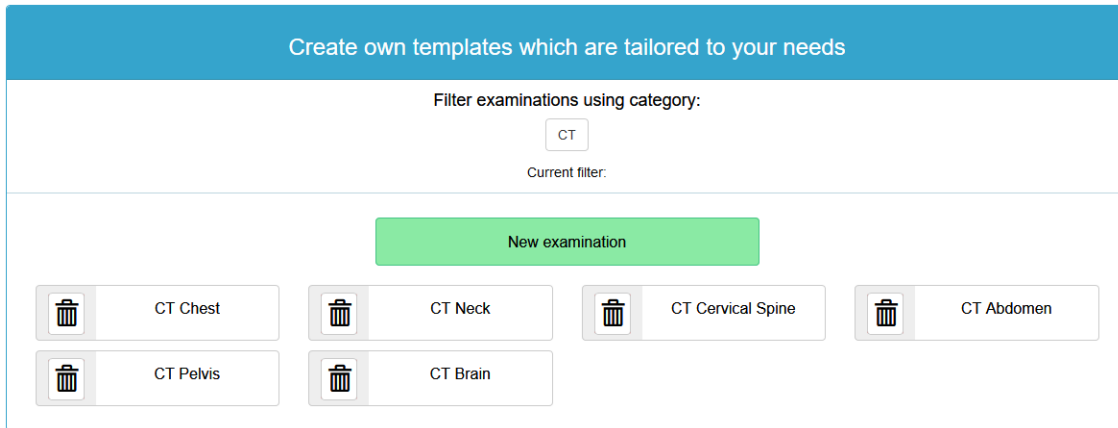 Create own templates which are tailored to your needs
Filter examinations using category:
CT
Current filter:
New examination
CT Chest
CT Neck
CT Cervical Spine
CT Abdomen
CT Pelvis
CT Brain